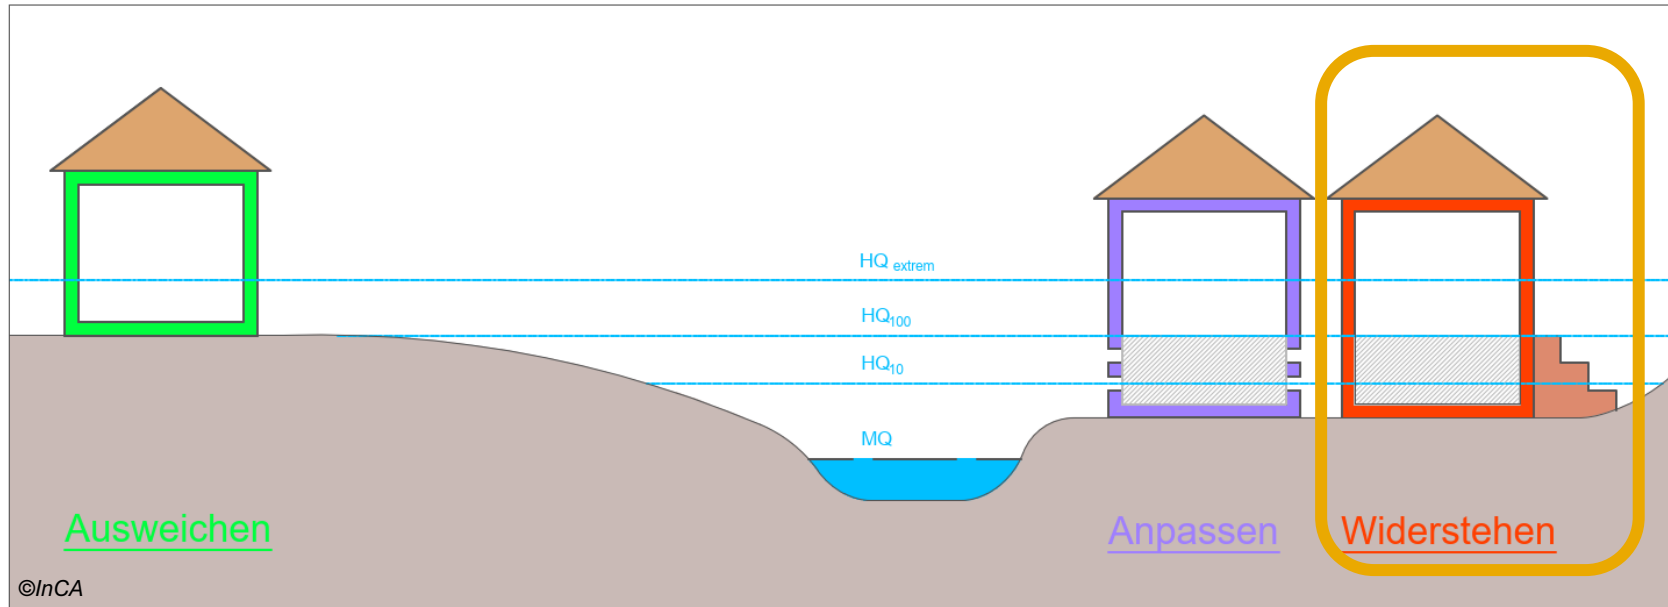 HQ extrem
HQ100
HQ10
MQ
Ausweichen
Anpassen
Widerstehen
©InCA